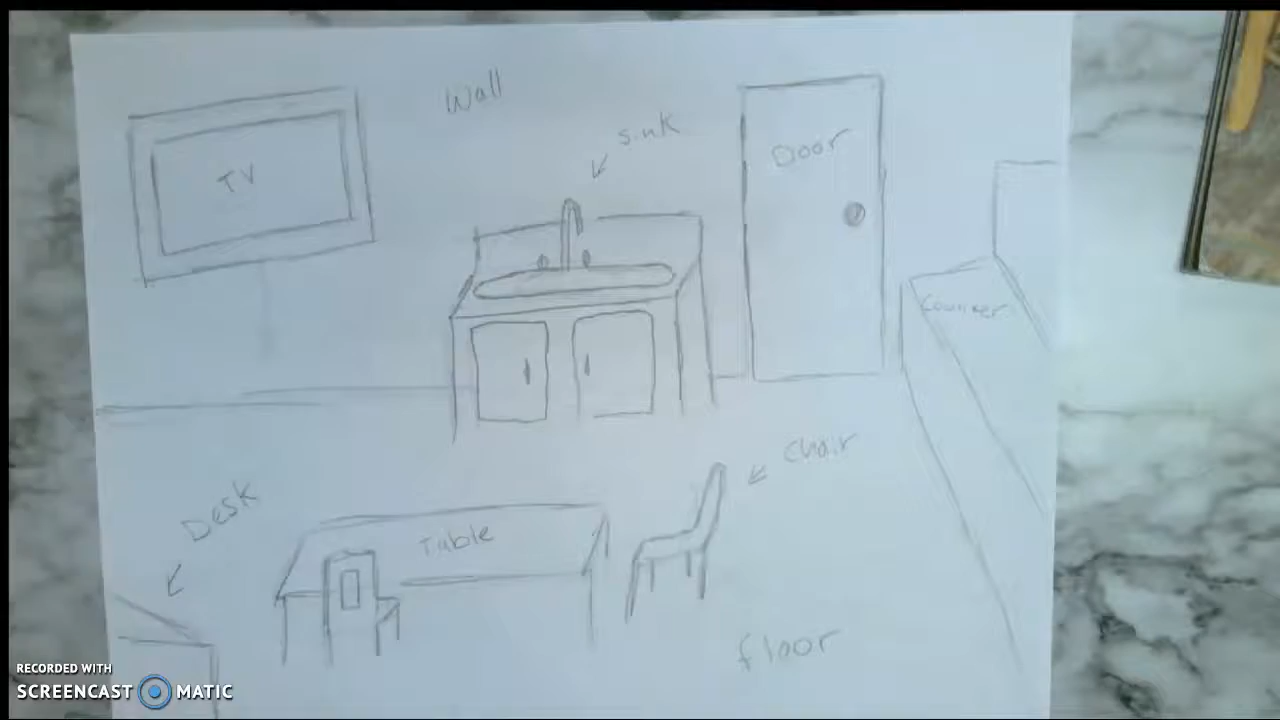 Wall
sink
Door
TV
Counter
chair
Desk
Table
floor
RECORDED WITH
SCREENCAST MATIC